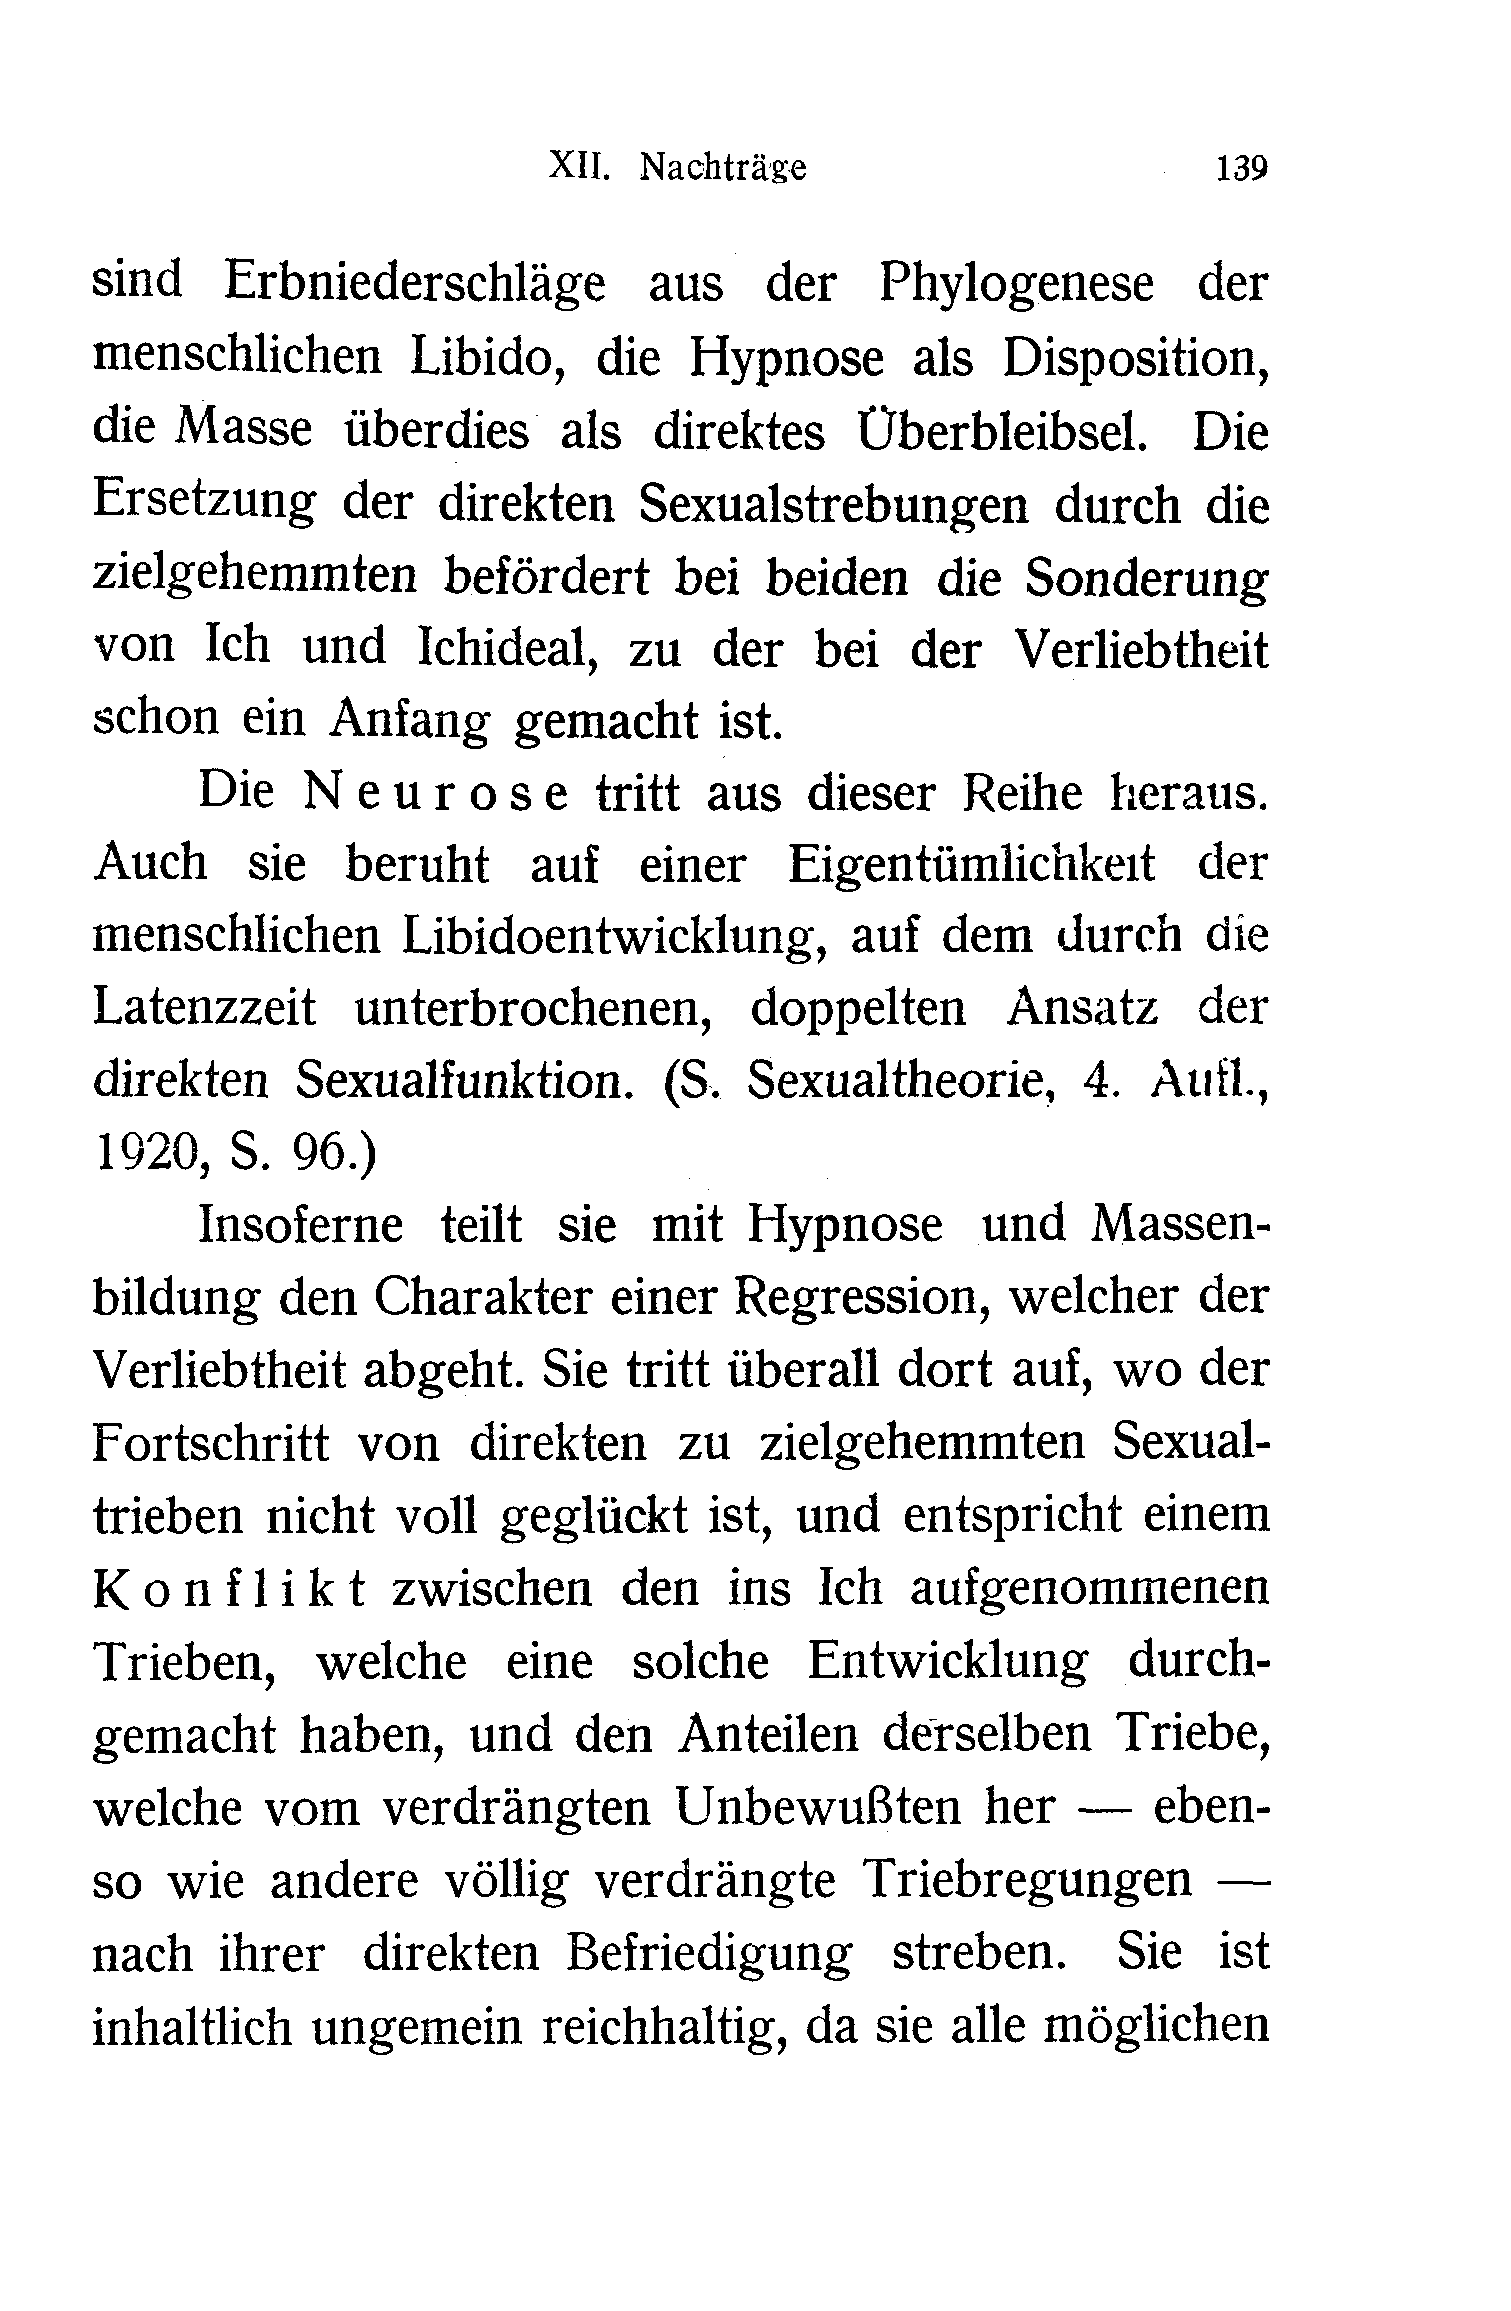 XII. Nachträge 139
sind Erbniederschläge aus der Phylogenese der
menschlichen Libido, die Hypnose als Disposition,
die Masse überdies als direktes Überbleibsel. Die
Ersetzung der direkten Sexualstrebungen durch die
zielgehemmten befördert bei beiden die Sonderung
von Ich und Ichideal, zu der bei der Verliebtheit
schon ein Anfang gemacht ist.
Die N e u r o s e tritt aus dieser Reihe heraus.
Auch sie beruht auf einer Eigentümlichkeit der
menschlichen Libidoentwicklung, auf dem durch die
Latenzzeit unterbrochenen, doppelten Ansatz der
direkten Sexualfunktion. (S. Sexualtheorie, 4. Aufl.,
1920, S. 96.)
Insoferne teilt sie mit Hypnose und Massen-
bildung den Charakter einer Regression, welcher der
Verliebtheit abgeht. Sie tritt überall dort auf, wo der
Fortschritt von direkten zu zielgehemmten Sexual-
trieben nicht voll geglückt ist, und entspricht einem
K o n f l i k t zwischen den ins Ich aufgenommenen
Trieben, welche eine solche Entwicklung durch-
gemacht haben, und den Anteilen derselben Triebe,
welche vom verdrängten Unbewußten her — eben-
so wie andere völlig verdrängte Triebregungen —
nach ihrer direkten Befriedigung streben. Sie ist
inhaltlich ungemein reichhaltig, da sie alle möglichen